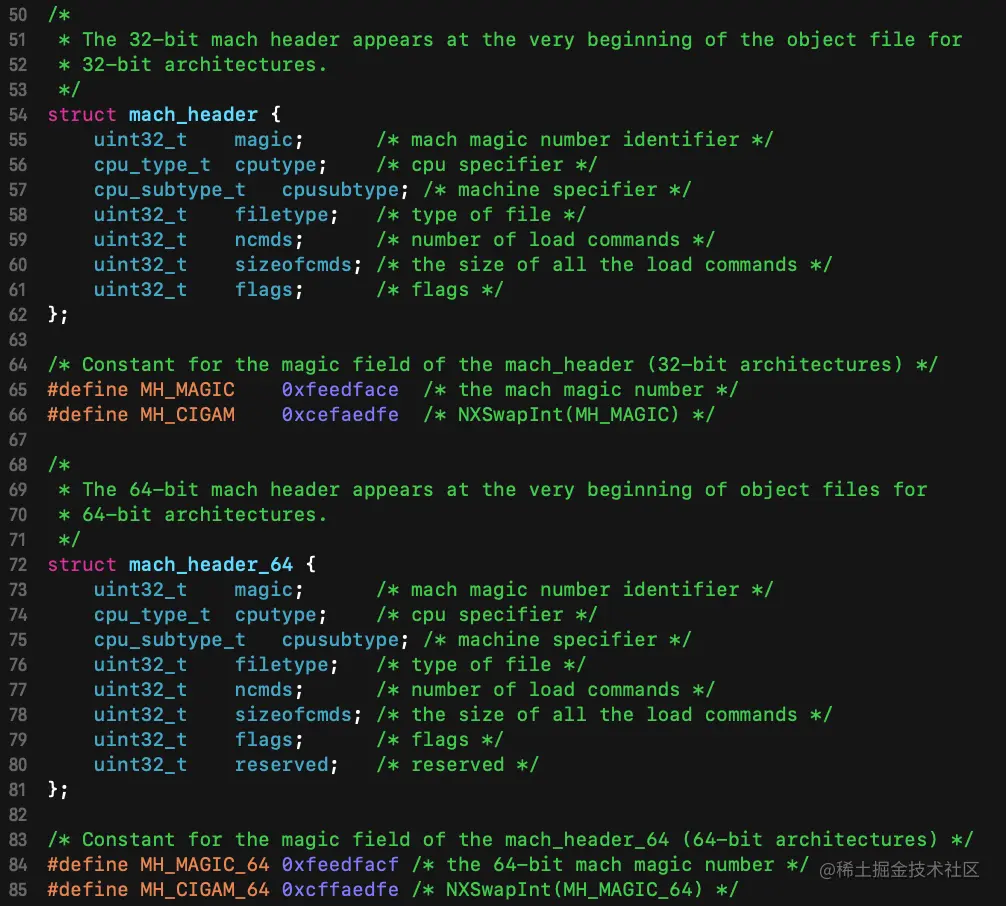 50 /*
51  * The 32-bit mach header appears at the very beginning of the object file for
52  * 32-bit architectures.
53  */
54 struct mach_header {
55     uint32_t    magic;      /* mach magic number identifier */
56     cpu_type_t  cputype;    /* cpu specifier */
57     cpu_subtype_t   cpusubtype; /* machine specifier */
58     uint32_t    filetype;   /* type of file */
59     uint32_t    ncmds;      /* number of load commands */
60     uint32_t    sizeofcmds; /* the size of all the load commands */
61     uint32_t    flags;      /* flags */
62 };
63
64 /* Constant for the magic field of the mach_header (32-bit architectures) */
65 #define MH_MAGIC    0xfeedface  /* the mach magic number */
66 #define MH_CIGAM    0xcefaedfe  /* NXSwapInt(MH_MAGIC) */
67
68 /*
69  * The 64-bit mach header appears at the very beginning of object files for
70  * 64-bit architectures.
71  */
72 struct mach_header_64 {
73     uint32_t    magic;      /* mach magic number identifier */
74     cpu_type_t  cputype;    /* cpu specifier */
75     cpu_subtype_t   cpusubtype; /* machine specifier */
76     uint32_t    filetype;   /* type of file */
77     uint32_t    ncmds;      /* number of load commands */
78     uint32_t    sizeofcmds; /* the size of all the load commands */
79     uint32_t    flags;      /* flags */
80     uint32_t    reserved;   /* reserved */
81 };
82
83 /* Constant for the magic field of the mach_header_64 (64-bit architectures) */
84 #define MH_MAGIC_64 0xfeedfacf /* the 64-bit mach magic number */
85 #define MH_CIGAM_64 0xcffaedfe /* NXSwapInt(MH_MAGIC_64) */
@稀土掘金技术社区